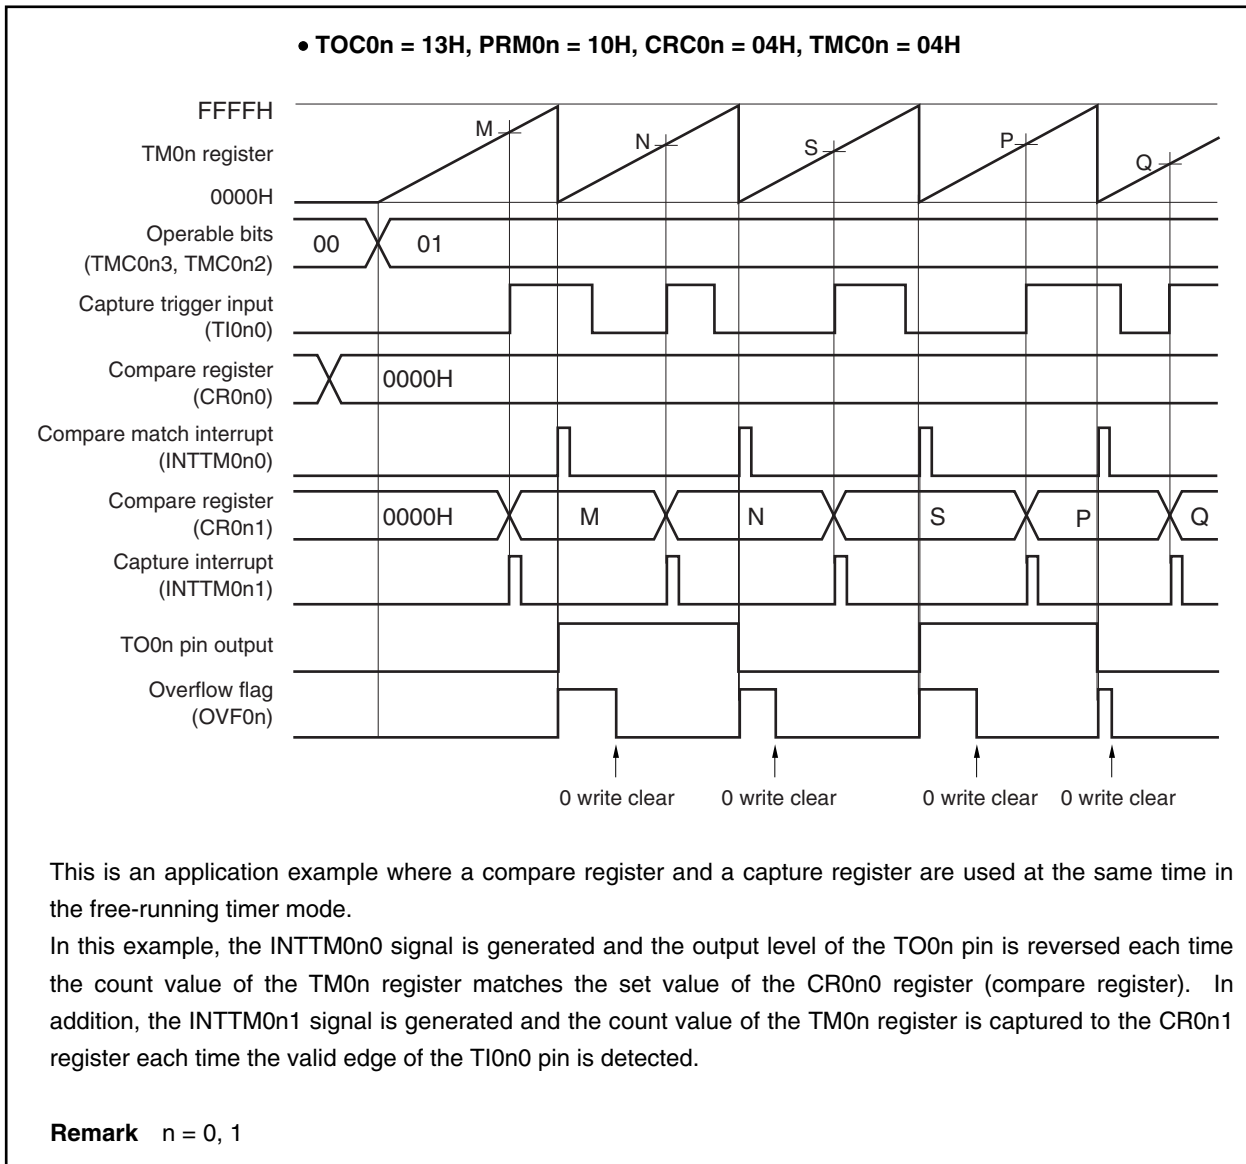 • TOC0n = 13H, PRM0n = 10H, CRC0n = 04H, TMC0n = 04H
FFFFH
TM0n register
0000H
M
N
S
P
Q
Operable bits
(TMC0n3, TMC0n2)
00
01
Capture trigger input
(TI0n0)
Compare register
(CR0n0)
0000H
Compare match interrupt
(INTTM0n0)
Compare register
(CR0n1)
0000H
M
N
S
P
Q
Capture interrupt
(INTTM0n1)
TO0n pin output
Overflow flag
(OVF0n)
0 write clear
0 write clear
0 write clear
0 write clear
This is an application example where a compare register and a capture register are used at the same time in
the free-running timer mode.
In this example, the INTTM0n0 signal is generated and the output level of the TO0n pin is reversed each time
the count value of the TM0n register matches the set value of the CR0n0 register (compare register). In
addition, the INTTM0n1 signal is generated and the count value of the TM0n register is captured to the CR0n1
register each time the valid edge of the TI0n0 pin is detected.
Remark n = 0, 1